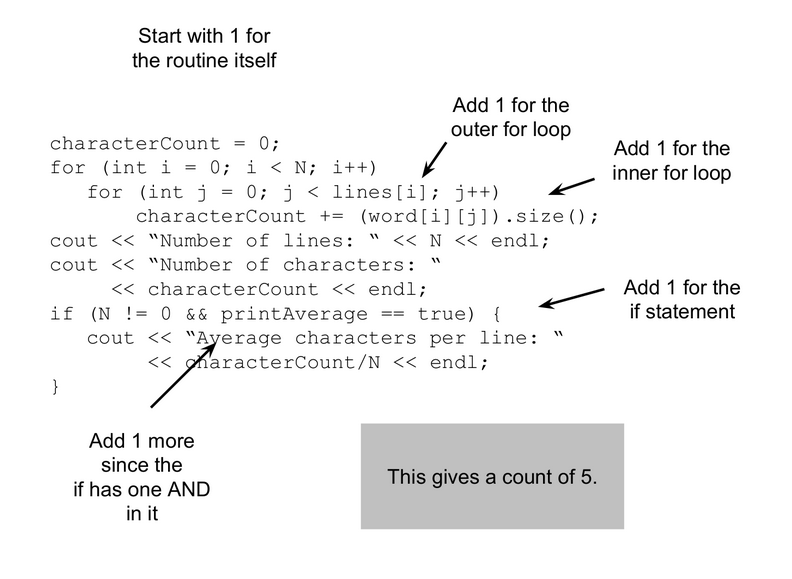 Start with 1 for
the routine itself
Add 1 for the
outer for loop
Add 1 for the
inner for loop
characterCount = 0;
for (int i = 0; i < N; i++)
for (int j = 0; j < lines[i]; j++)
characterCount += (word[i][j]).size();
cout << “Number of lines: “ << N << endl;
cout << “Number of characters: “
<< characterCount << endl;
if (N != 0 && printAverage == true) {
cout << “Average characters per line: “
<< characterCount/N << endl;
}
Add 1 for the
if statement
Add 1 more
since the
if has one AND
in it
This gives a count of 5.